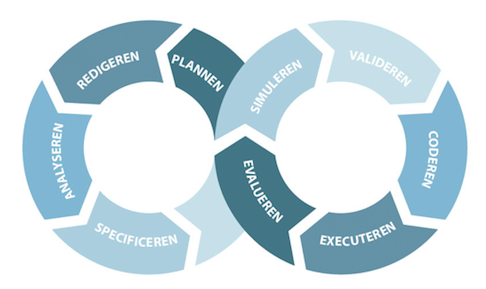 REDIGEREN
PLANNEN
SIMULEREN
VALIDEREN
ANALYSEREN
CODEREN
SPECIFICEREN
EVALUEREN
EXECUTEREN